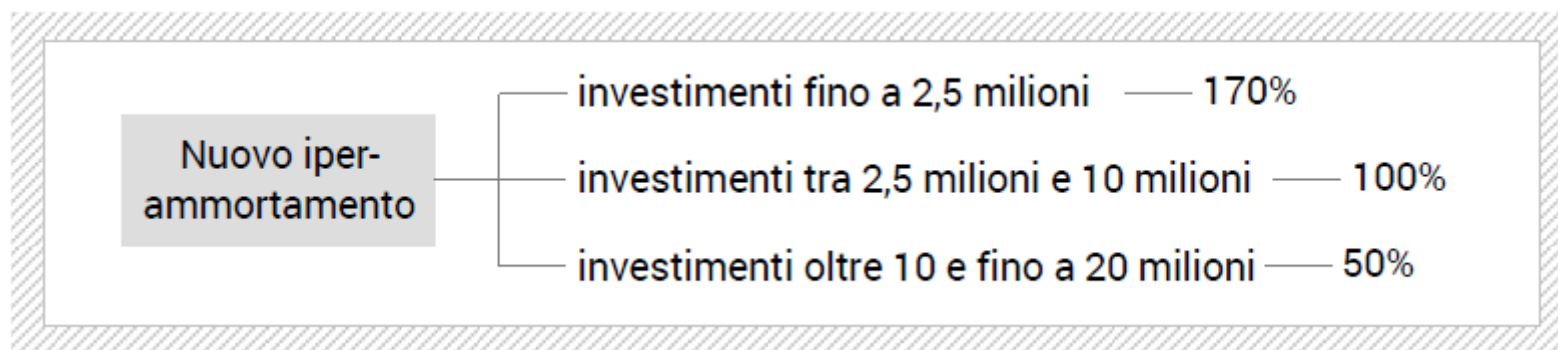 Nuovo iper-
ammortamento
investimenti fino a 2,5 milioni 170%
investimenti tra 2,5 milioni e 10 milioni 100%
investimenti oltre 10 e fino a 20 milioni 50%